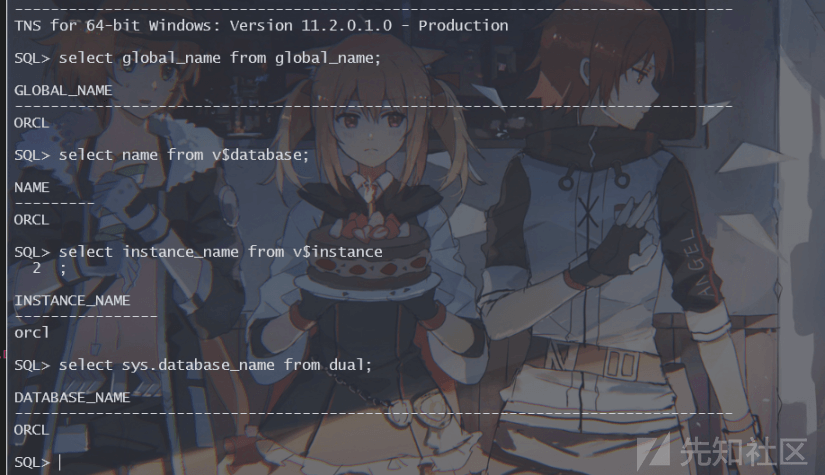 --------------------------------------------------------------------------------
TNS for 64-bit Windows: Version 11.2.0.1.0 - Production
SQL> select global_name from global_name;
GLOBAL_NAME
--------------------------------------------------------------------------------
ORCL
SQL> select name from v$database;
NAME
---------
ORCL
SQL> select instance_name from v$instance
  2  ;
INSTANCE_NAME
----------------
orcl
SQL> select sys.database_name from dual;
DATABASE_NAME
--------------------------------------------------------------------------------
ORCL
SQL>
ANGEL
先知社区